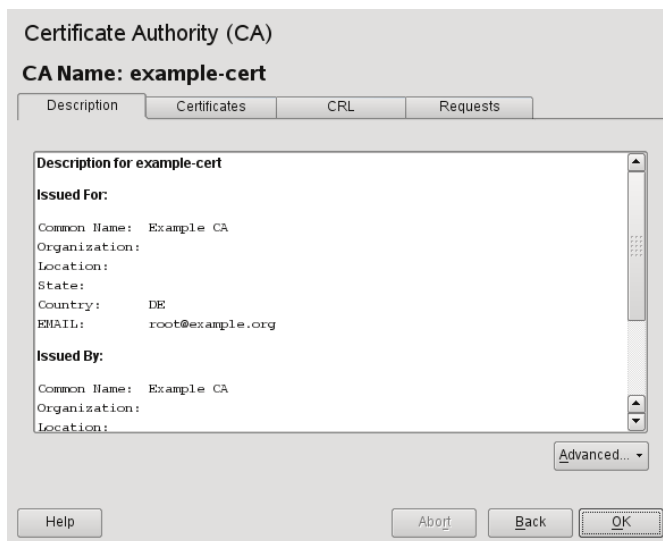 Certificate Authority (CA)
CA Name: example-cert
Description Certificates CRL Requests
Description for example-cert
Issued For:
Common Name: Example CA
Organization:
Location:
State:
Country: DE
EMAIL: root@example.org
Issued By:
Common Name: Example CA
Organization:
Location:
Advanced...
Help Abort Back OK